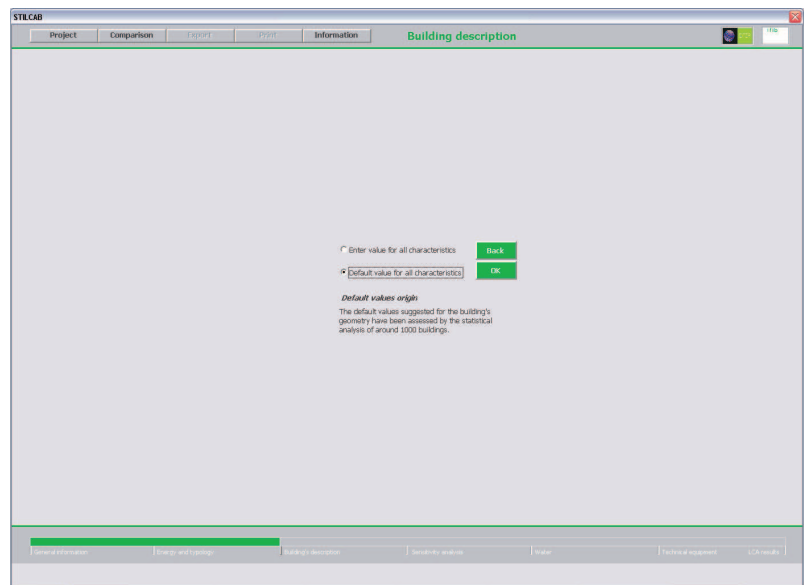 STILCAB
Project Comparison Export Print Information Building description
Enter value for all characteristics Back
Default value for all characteristics OK
Default values origin
The default values suggested for the building's
geometry have been assessed by the statistical
analysis of around 1000 buildings.
General information Energy and typology Building's description Sensitivity analysis Water Technical equipment LCA results